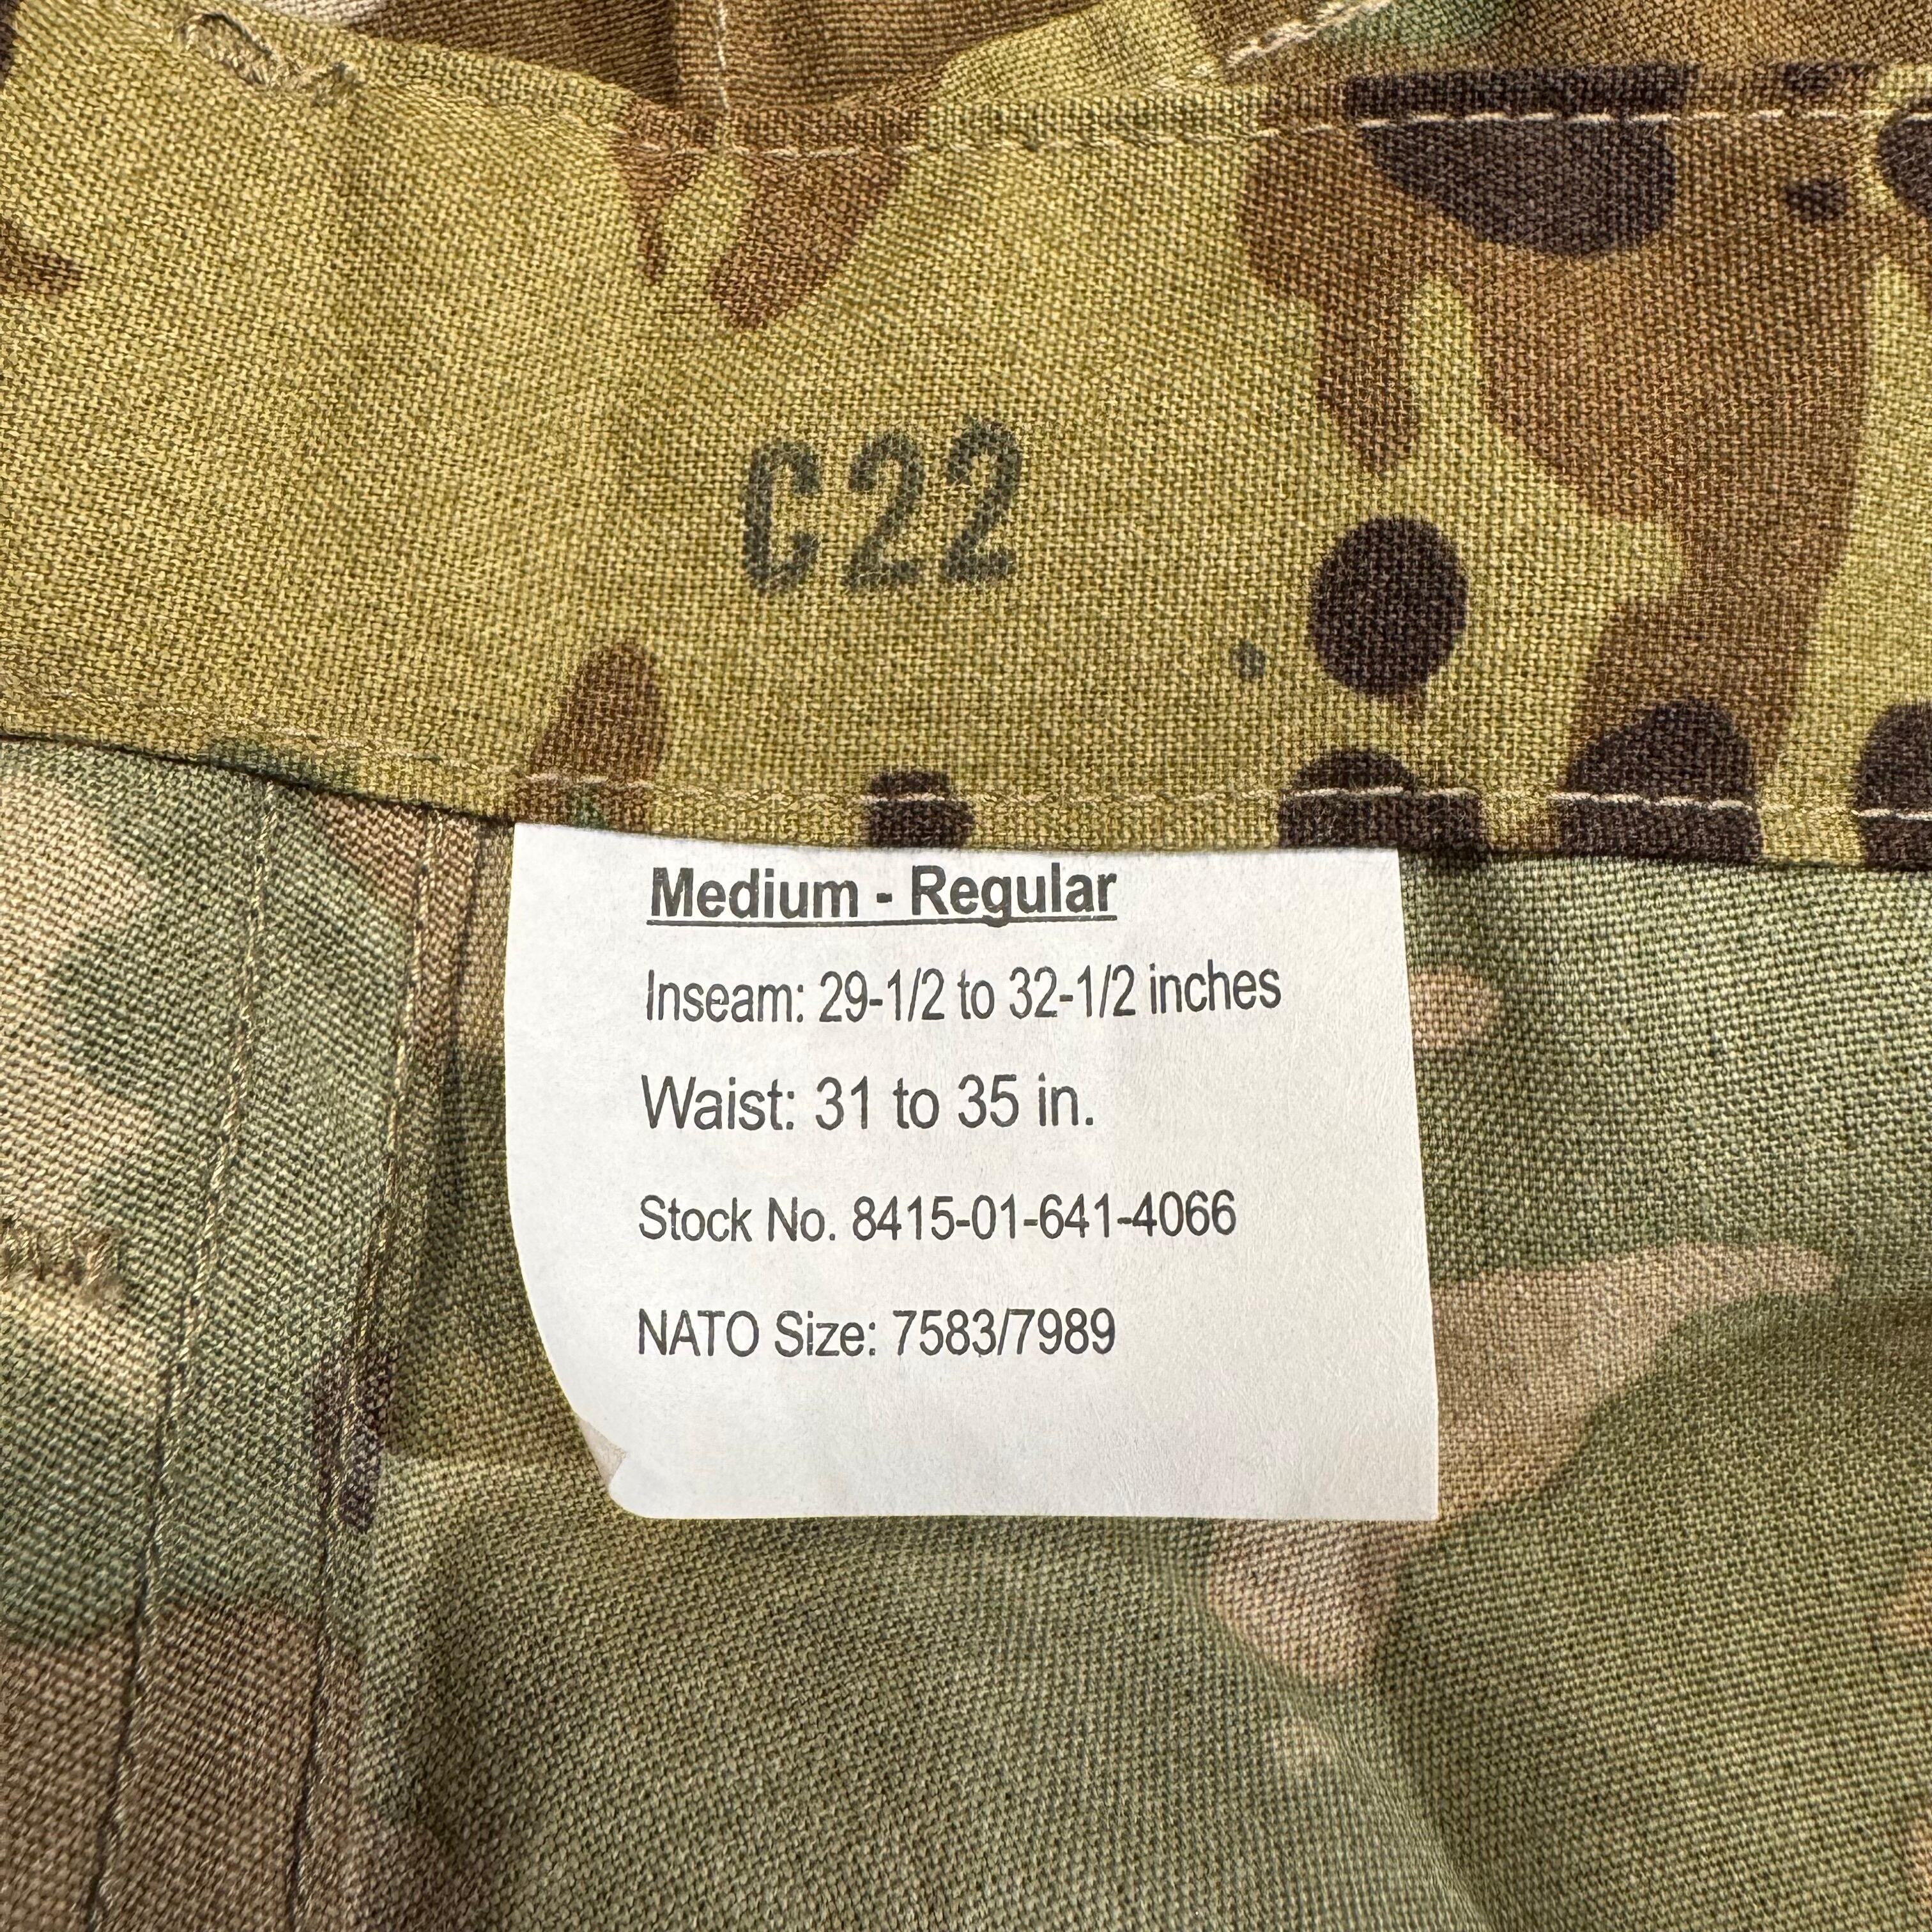 C22
Medium - Regular
Inseam: 29-1/2 to 32-1/2 inches
Waist: 31 to 35 in.
Stock No. 8415-01-641-4066
NATO Size: 7583/7989